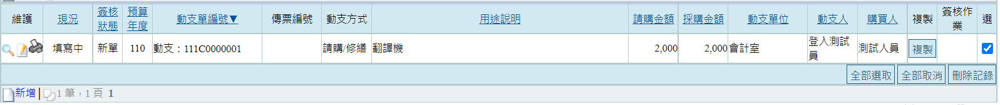 維護 現況 簽核狀態 預算年度 動支單編號▼ 傳票編號 動支方式 用途說明 請購金額 採購金額 動支單位 動支人 購買人 複製 簽核作業 選
填寫中 新單 110 動支：111C0000001 請購/修繕 翻譯機 2,000 2,000 會計室 登入測試員 測試人員 複製
全部選取 全部取消 刪除記錄
新增 1 筆，1 頁 1